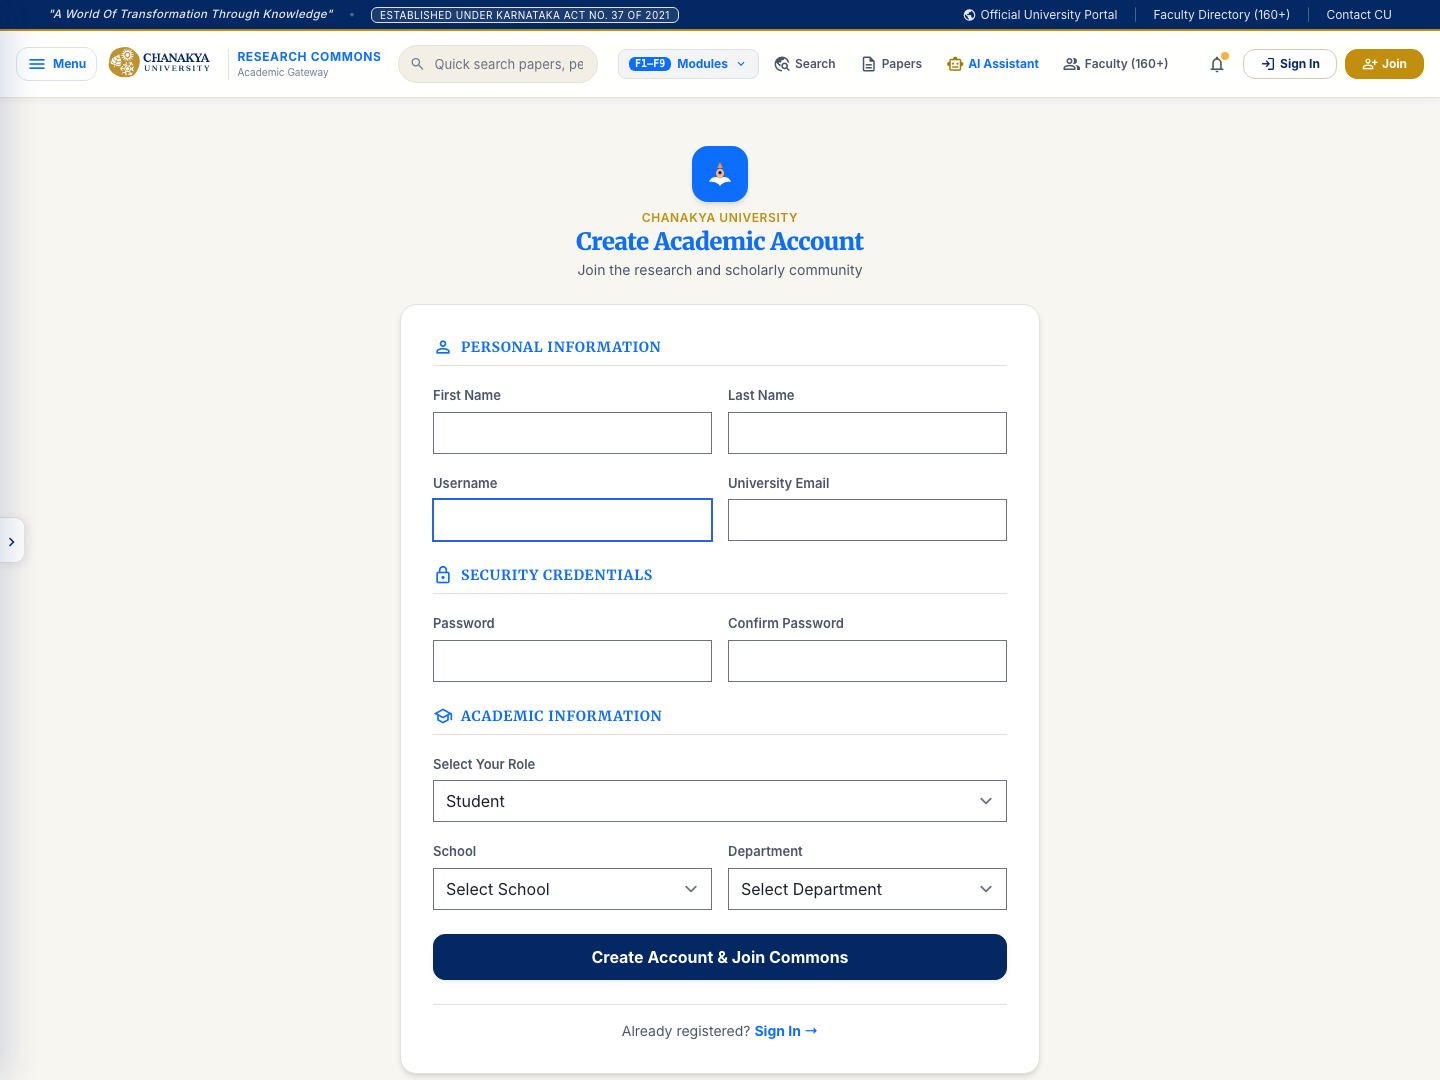 "A World Of Transformation Through Knowledge" • ESTABLISHED UNDER KARNATAKA ACT NO. 37 OF 2021 Official University Portal Faculty Directory (160+) Contact CU
Menu
CHANAKYA
UNIVERSITY
RESEARCH COMMONS
Academic Gateway
Quick search papers, pe
F1–F9 Modules
Search
Papers
AI Assistant
Faculty (160+)
Sign In
Join
CHANAKYA UNIVERSITY
Create Academic Account
Join the research and scholarly community
PERSONAL INFORMATION
First Name Last Name
Username University Email
SECURITY CREDENTIALS
Password Confirm Password
ACADEMIC INFORMATION
Select Your Role
Student
School Department
Select School Select Department
Create Account & Join Commons
Already registered? Sign In →